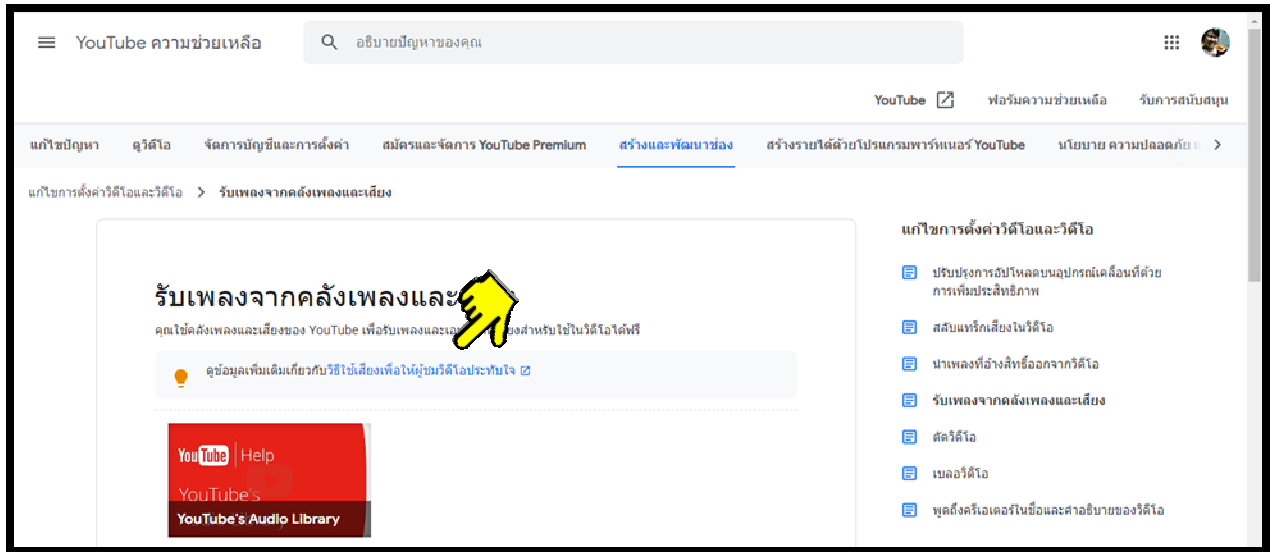 YouTube ความช่วยเหลือ
อธิบายปัญหาของคุณ
YouTube ฟอรัมความช่วยเหลือ รับการสนับสนุน
แก้ไขปัญหา ดูวิดีโอ จัดการบัญชีและการตั้งค่า สมัครและจัดการ YouTube Premium สร้างและพัฒนาช่อง สร้างรายได้ด้วยโปรแกรมพาร์ทเนอร์ YouTube นโยบาย ความปลอดภัย
แก้ไขการตั้งค่าวิดีโอและวิดีโอ > รับเพลงจากคลังเพลงและเสียง
รับเพลงจากคลังเพลงและ
คุณใช้คลังเพลงและเสียงของ YouTube เพื่อรับเพลงและ สำหรับใช้ในวิดีโอได้ฟรี
ดูข้อมูลเพิ่มเติมเกี่ยวกับวิธีใช้เสียงเพื่อให้ผู้ชมวิดีโอประทับใจ
YouTube Help
YouTube's
YouTube's Audio Library
แก้ไขการตั้งค่าวิดีโอและวิดีโอ
ปรับปรุงการอัปโหลดบนอุปกรณ์เคลื่อนที่ด้วย
การเพิ่มประสิทธิภาพ
สลับแทร็กเสียงในวิดีโอ
นำเพลงที่อ้างสิทธิ์ออกจากวิดีโอ
รับเพลงจากคลังเพลงและเสียง
ตัดวิดีโอ
เบลอวิดีโอ
พูดถึงครีเอเตอร์ในชื่อและคำอธิบายของวิดีโอ